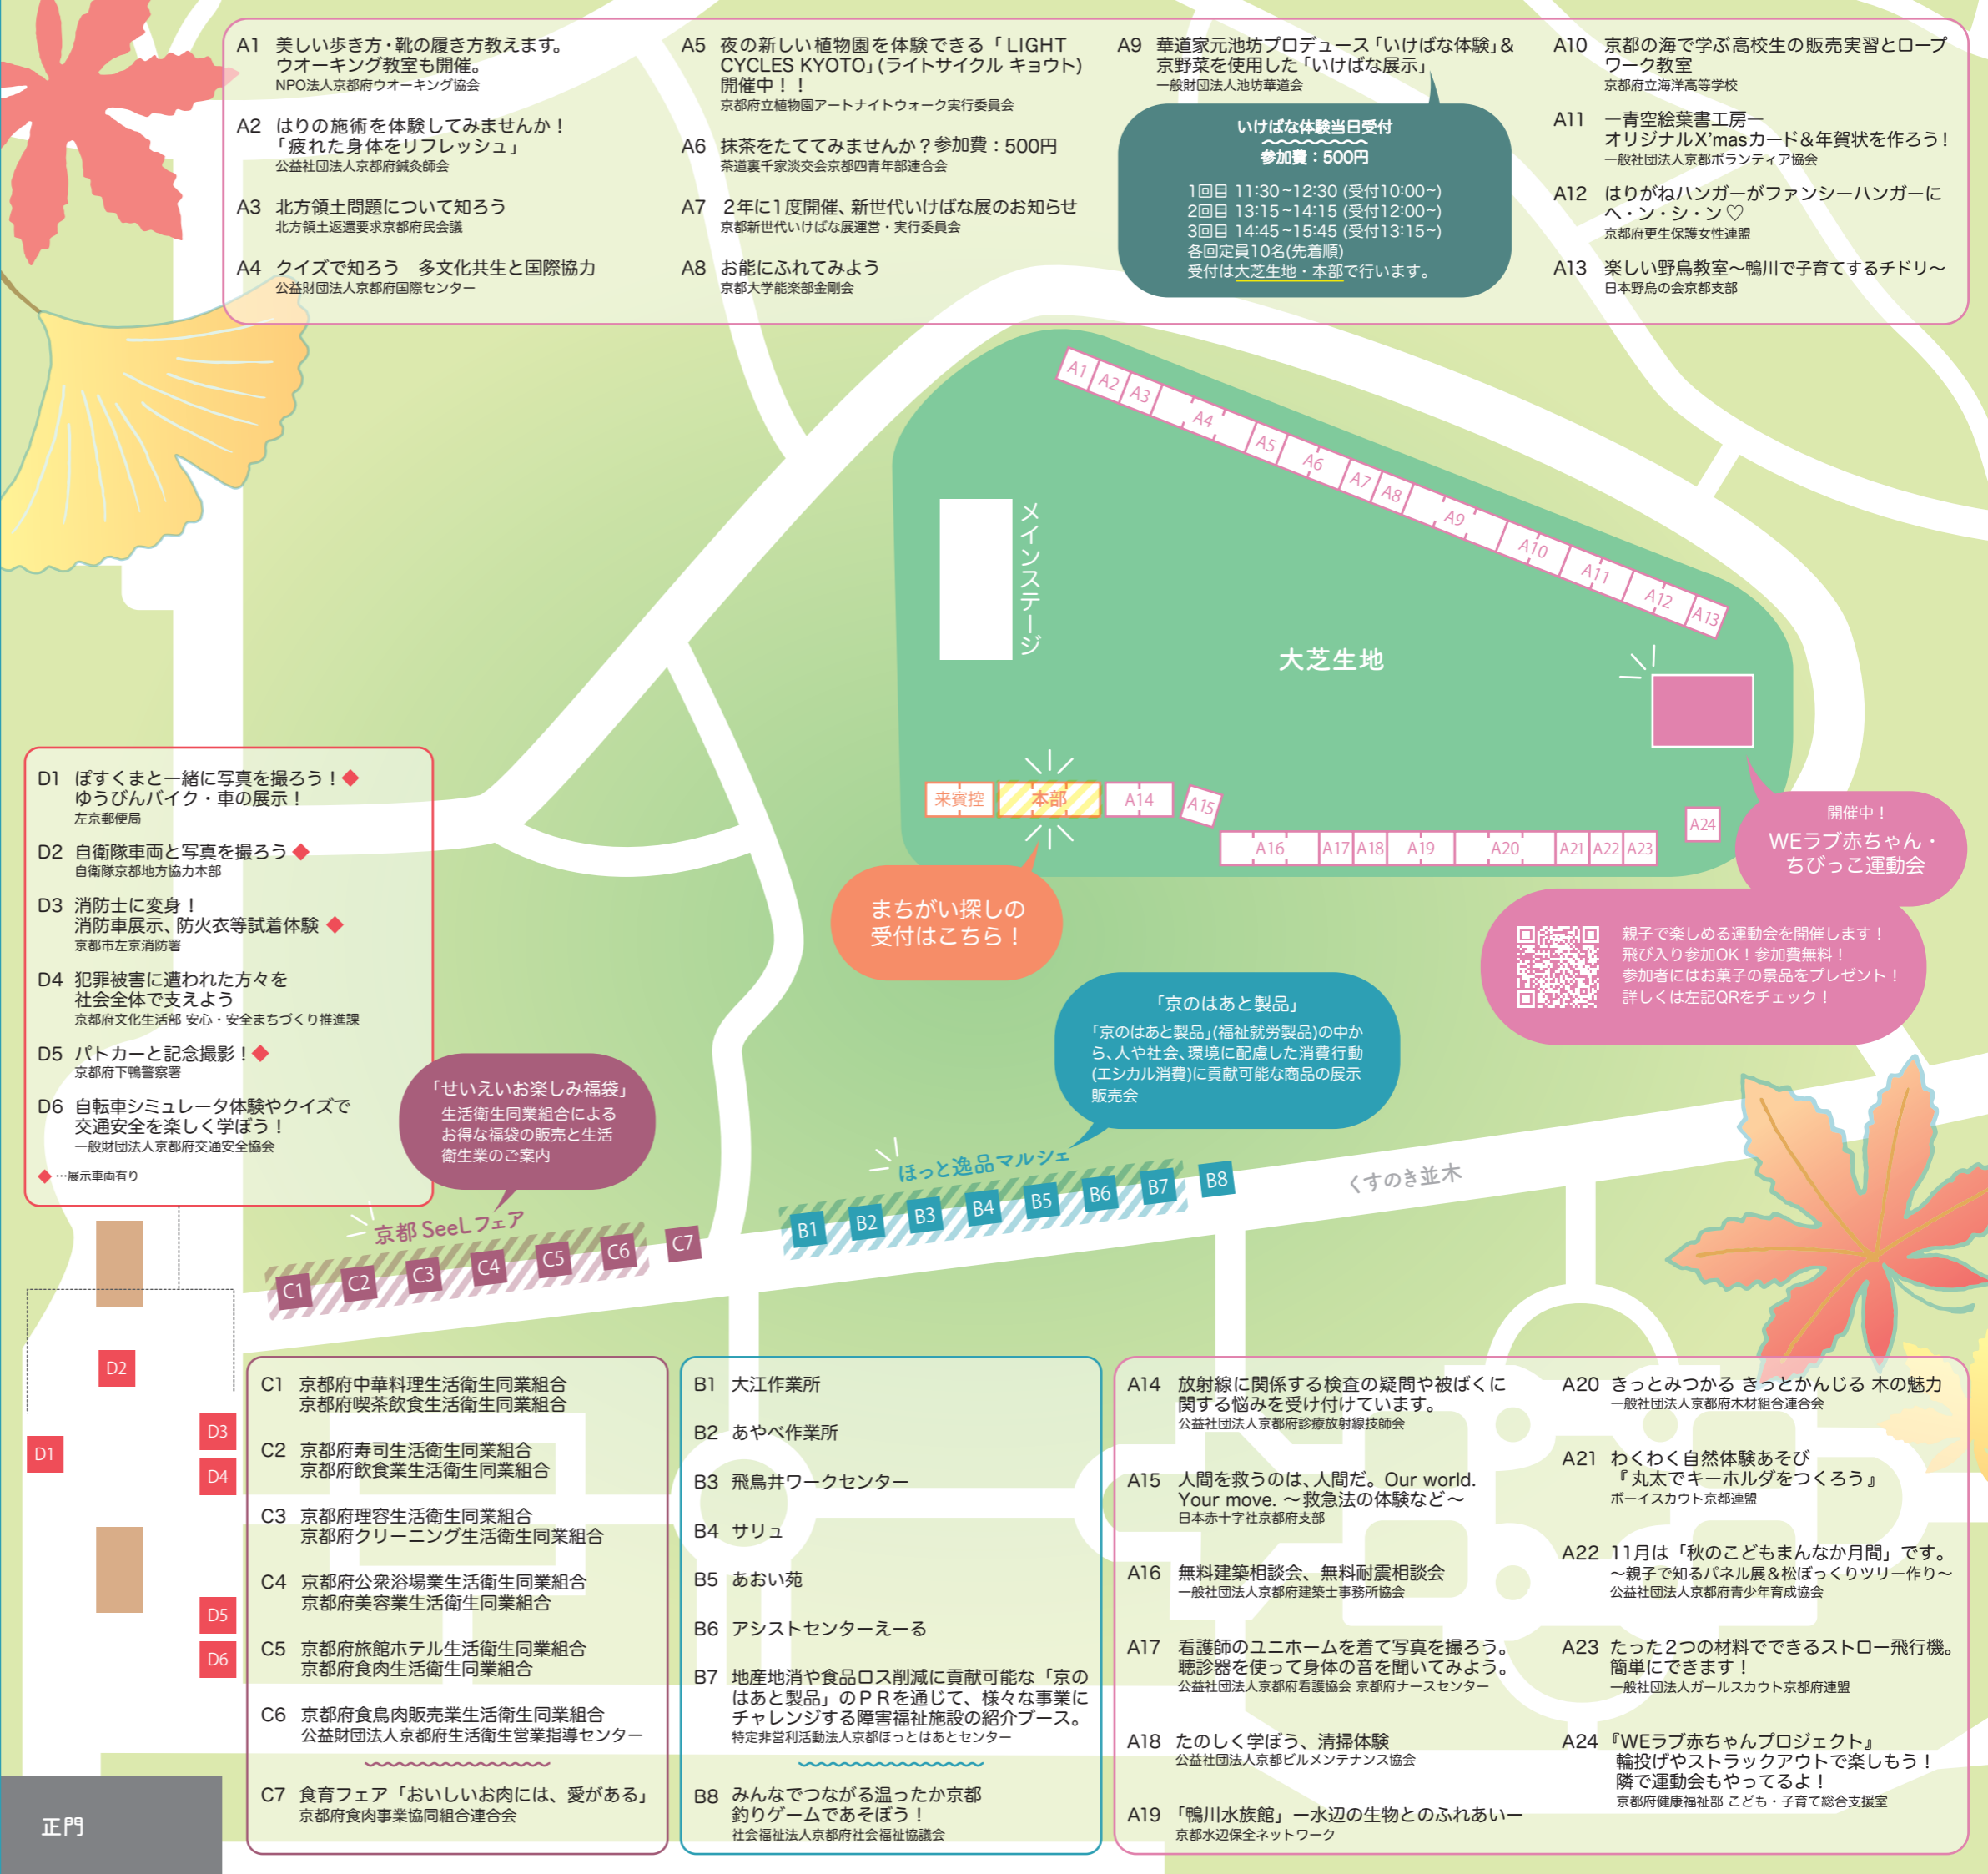 A1 美しい歩き方・靴の履き方教えます。
ウオーキング教室も開催。
NPO法人京都府ウオーキング協会
A2 はりの施術を体験してみませんか！
「疲れた身体をリフレッシュ」
公益社団法人京都府鍼灸師会
A3 北方領土問題について知ろう
北方領土返還要求京都府民会議
A4 クイズで知ろう　多文化共生と国際協力
公益財団法人京都府国際センター
A5 夜の新しい植物園を体験できる「 LIGHT
CYCLES KYOTO」(ライトサイクル キョウト)
開催中！！
京都府立植物園アートナイトウォーク実行委員会
A6 抹茶をたててみませんか？参加費：500円
茶道裏千家淡交会京都四青年部連合会
A7 2年に1度開催、新世代いけばな展のお知らせ
京都新世代いけばな展運営・実行委員会
A8 お能にふれてみよう
京都大学能楽部金剛会
A9 華道家元池坊プロデュース「いけばな体験」＆
京野菜を使用した「いけばな展示」
一般財団法人池坊華道会
いけばな体験当日受付
参加費：500円
1回目 11:30~12:30 (受付10:00~)
2回目 13:15~14:15 (受付12:00~)
3回目 14:45~15:45 (受付13:15~)
各回定員10名(先着順)
受付は大芝生地・本部で行います。
A10 京都の海で学ぶ高校生の販売実習とロープ
ワーク教室
京都府立海洋高等学校
A11 ―青空絵葉書工房―
オリジナルX'masカード＆年賀状を作ろう！
一般社団法人京都ボランティア協会
A12 はりがねハンガーがファンシーハンガーに
ヘ・ン・シ・ン♡
京都府更生保護女性連盟
A13 楽しい野鳥教室～鴨川で子育てするチドリ～
日本野鳥の会京都支部
A1
A2
A3
A4
A5
A6
A7
A8
A9
A10
A11
A12
A13
メインステージ
大芝生地
来賓控
本部
A14
A15
A16
A17
A18
A19
A20
A21
A22
A23
A24
まちがい探しの
受付はこちら！
開催中！
WEラブ赤ちゃん・
ちびっこ運動会
親子で楽しめる運動会を開催します！
飛び入り参加OK！参加費無料！
参加者にはお菓子の景品をプレゼント！
詳しくは左記QRをチェック！
D1 ぽすくまと一緒に写真を撮ろう！◆
ゆうびんバイク・車の展示！
左京郵便局
D2 自衛隊車両と写真を撮ろう ◆
自衛隊京都地方協力本部
D3 消防士に変身！
消防車展示、防火衣等試着体験 ◆
京都市左京消防署
D4 犯罪被害に遭われた方々を
社会全体で支えよう
京都府文化生活部 安心・安全まちづくり推進課
D5 パトカーと記念撮影！◆
京都府下鴨警察署
D6 自転車シミュレータ体験やクイズで
交通安全を楽しく学ぼう！
一般財団法人京都府交通安全協会
◆ …展示車両有り
「せいえいお楽しみ福袋」
生活衛生同業組合による
お得な福袋の販売と生活
衛生業のご案内
「京のはあと製品」
「京のはあと製品」(福祉就労製品)の中か
ら、人や社会、環境に配慮した消費行動
(エシカル消費)に貢献可能な商品の展示
販売会
京都 SeeLフェア
C1
C2
C3
C4
C5
C6
C7
ほっと逸品マルシェ
B1
B2
B3
B4
B5
B6
B7
B8
くすのき並木
D2
D1
D3
D4
D5
D6
正門
C1 京都府中華料理生活衛生同業組合
京都府喫茶飲食生活衛生同業組合
C2 京都府寿司生活衛生同業組合
京都府飲食業生活衛生同業組合
C3 京都府理容生活衛生同業組合
京都府クリーニング生活衛生同業組合
C4 京都府公衆浴場業生活衛生同業組合
京都府美容業生活衛生同業組合
C5 京都府旅館ホテル生活衛生同業組合
京都府食肉生活衛生同業組合
C6 京都府食鳥肉販売業生活衛生同業組合
公益財団法人京都府生活衛生営業指導センター
C7 食育フェア「おいしいお肉には、愛がある」
京都府食肉事業協同組合連合会
B1 大江作業所
B2 あやべ作業所
B3 飛鳥井ワークセンター
B4 サリュ
B5 あおい苑
B6 アシストセンターえーる
B7 地産地消や食品ロス削減に貢献可能な「京の
はあと製品」のＰＲを通じて、様々な事業に
チャレンジする障害福祉施設の紹介ブース。
特定非営利活動法人京都ほっとはあとセンター
B8 みんなでつながる温ったか京都
釣りゲームであそぼう！
社会福祉法人京都府社会福祉協議会
A14 放射線に関係する検査の疑問や被ばくに
関する悩みを受け付けています。
公益社団法人京都府診療放射線技師会
A15 人間を救うのは、人間だ。Our world.
Your move. ～救急法の体験など～
日本赤十字社京都府支部
A16 無料建築相談会、無料耐震相談会
一般社団法人京都府建築士事務所協会
A17 看護師のユニホームを着て写真を撮ろう。
聴診器を使って身体の音を聞いてみよう。
公益社団法人京都府看護協会 京都府ナースセンター
A18 たのしく学ぼう、清掃体験
公益社団法人京都ビルメンテナンス協会
A19 「鴨川水族館」ー水辺の生物とのふれあいー
京都水辺保全ネットワーク
A20 きっとみつかる きっとかんじる 木の魅力
一般社団法人京都府木材組合連合会
A21 わくわく自然体験あそび
『 丸太でキーホルダをつくろう』
ボーイスカウト京都連盟
A22 11月は「秋のこどもまんなか月間」です。
～親子で知るパネル展＆松ぼっくりツリー作り～
公益社団法人京都府青少年育成協会
A23 たった2つの材料でできるストロー飛行機。
簡単にできます！
一般社団法人ガールスカウト京都府連盟
A24 『WEラブ赤ちゃんプロジェクト』
輪投げやストラックアウトで楽しもう！
隣で運動会もやってるよ！
京都府健康福祉部 こども・子育て総合支援室